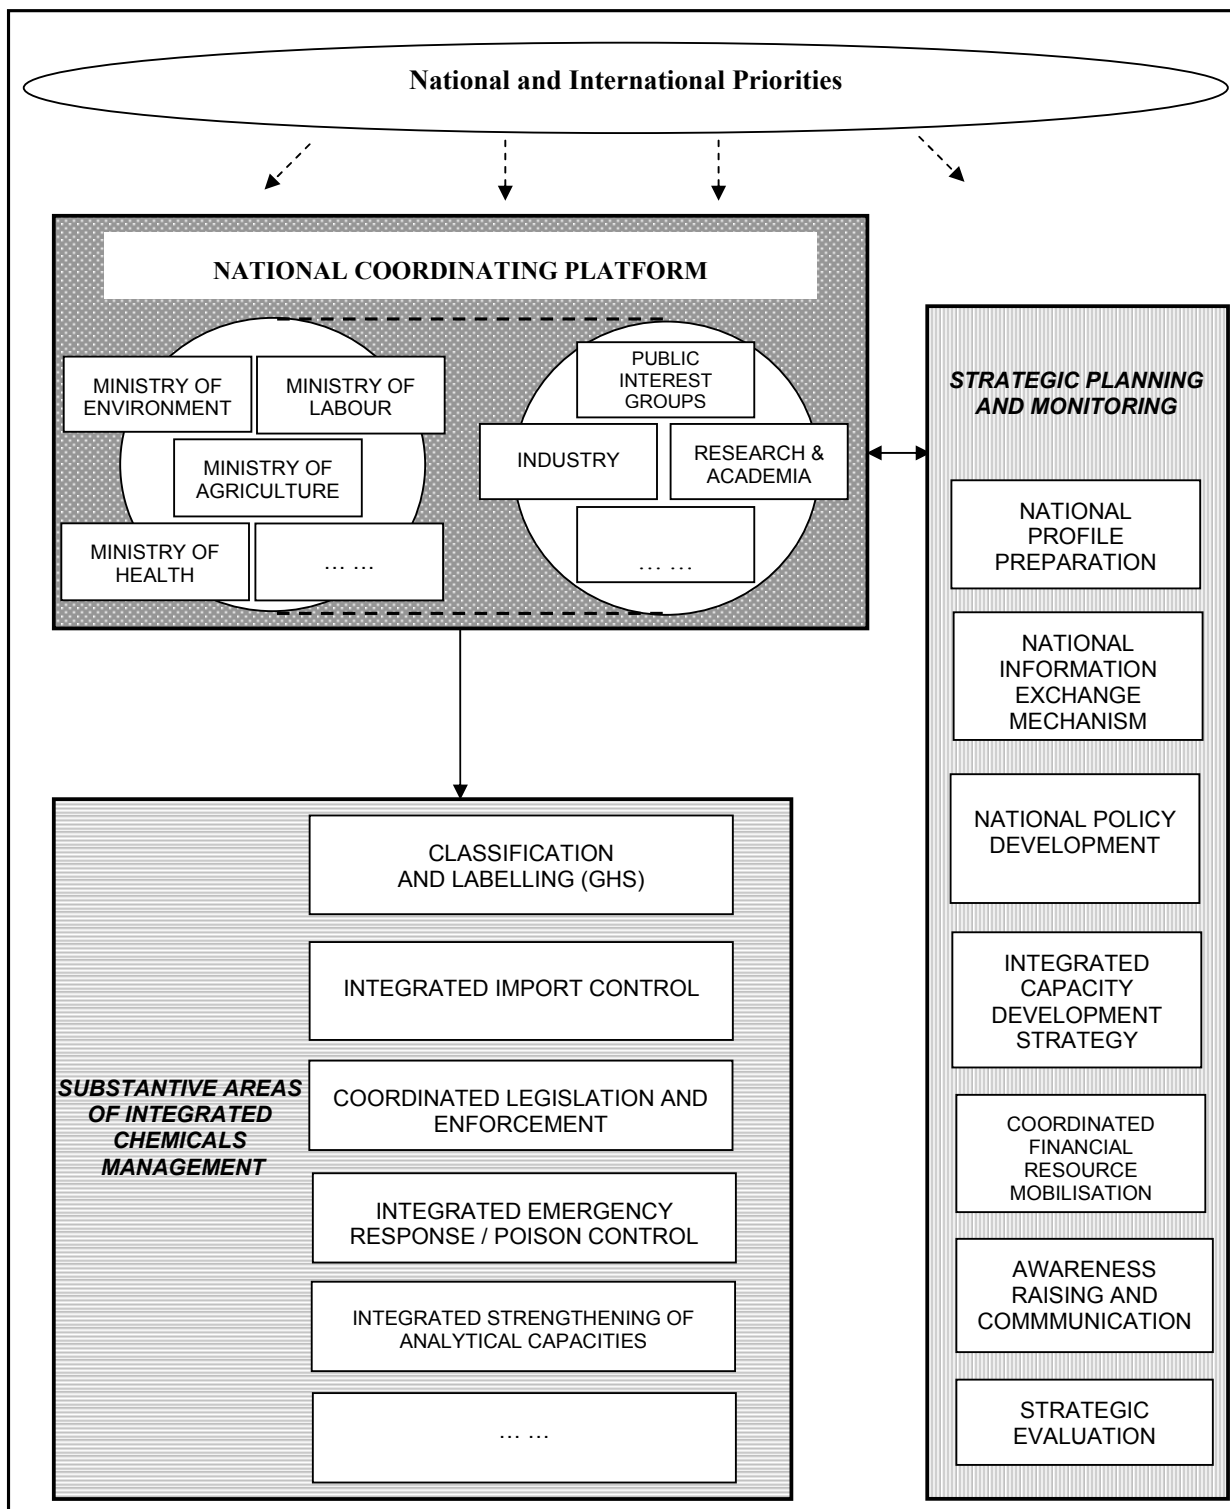 National and International Priorities
NATIONAL COORDINATING PLATFORM
MINISTRY OF
ENVIRONMENT
MINISTRY OF
LABOUR
MINISTRY OF
AGRICULTURE
MINISTRY OF
HEALTH
... ...
PUBLIC
INTEREST
GROUPS
INDUSTRY
RESEARCH &
ACADEMIA
... ...
STRATEGIC PLANNING
AND MONITORING
NATIONAL
PROFILE
PREPARATION
NATIONAL
INFORMATION
EXCHANGE
MECHANISM
NATIONAL POLICY
DEVELOPMENT
INTEGRATED
CAPACITY
DEVELOPMENT
STRATEGY
COORDINATED
FINANCIAL
RESOURCE
MOBILISATION
AWARENESS
RAISING AND
COMMMUNICATION
STRATEGIC
EVALUATION
SUBSTANTIVE AREAS
OF INTEGRATED
CHEMICALS
MANAGEMENT
CLASSIFICATION
AND LABELLING (GHS)
INTEGRATED IMPORT CONTROL
COORDINATED LEGISLATION AND
ENFORCEMENT
INTEGRATED EMERGENCY
RESPONSE / POISON CONTROL
INTEGRATED STRENGTHENING OF
ANALYTICAL CAPACITIES
... ...